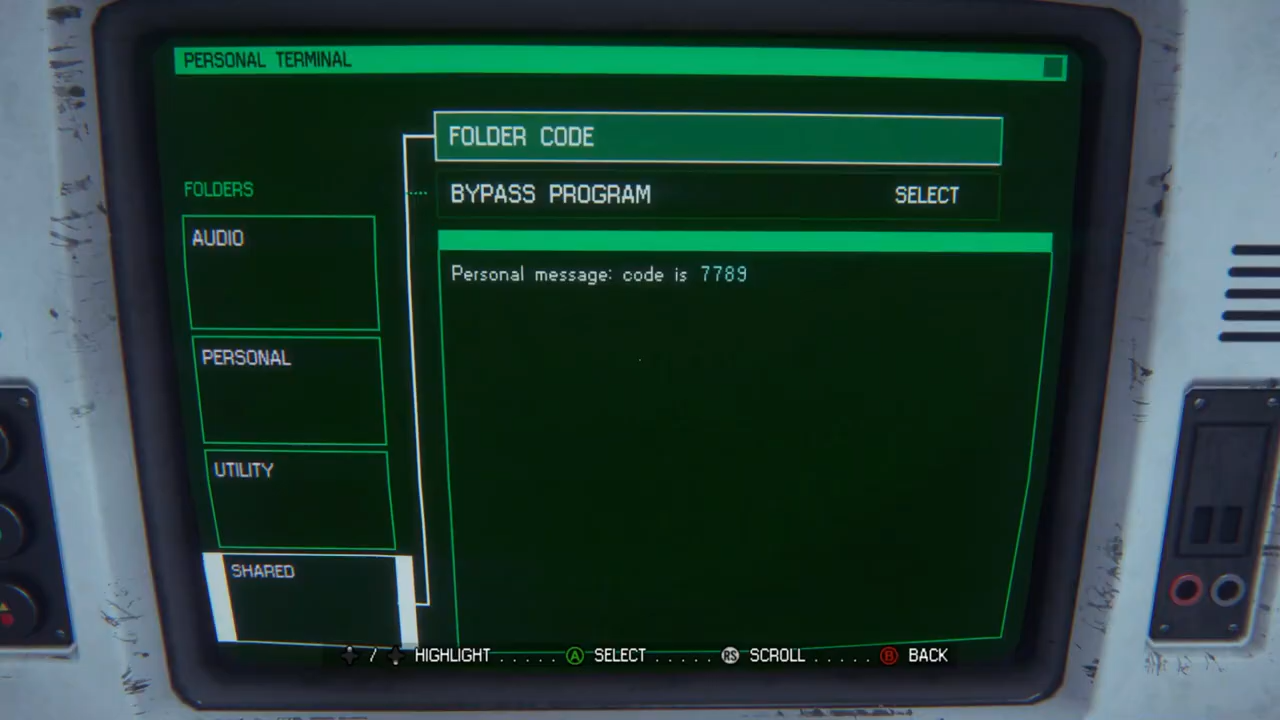 PERSONAL TERMINAL
FOLDERS
AUDIO
PERSONAL
UTILITY
SHARED
FOLDER CODE
BYPASS PROGRAM SELECT
Personal message: code is 7789
/ HIGHLIGHT ..... A SELECT ..... RS SCROLL ..... B BACK